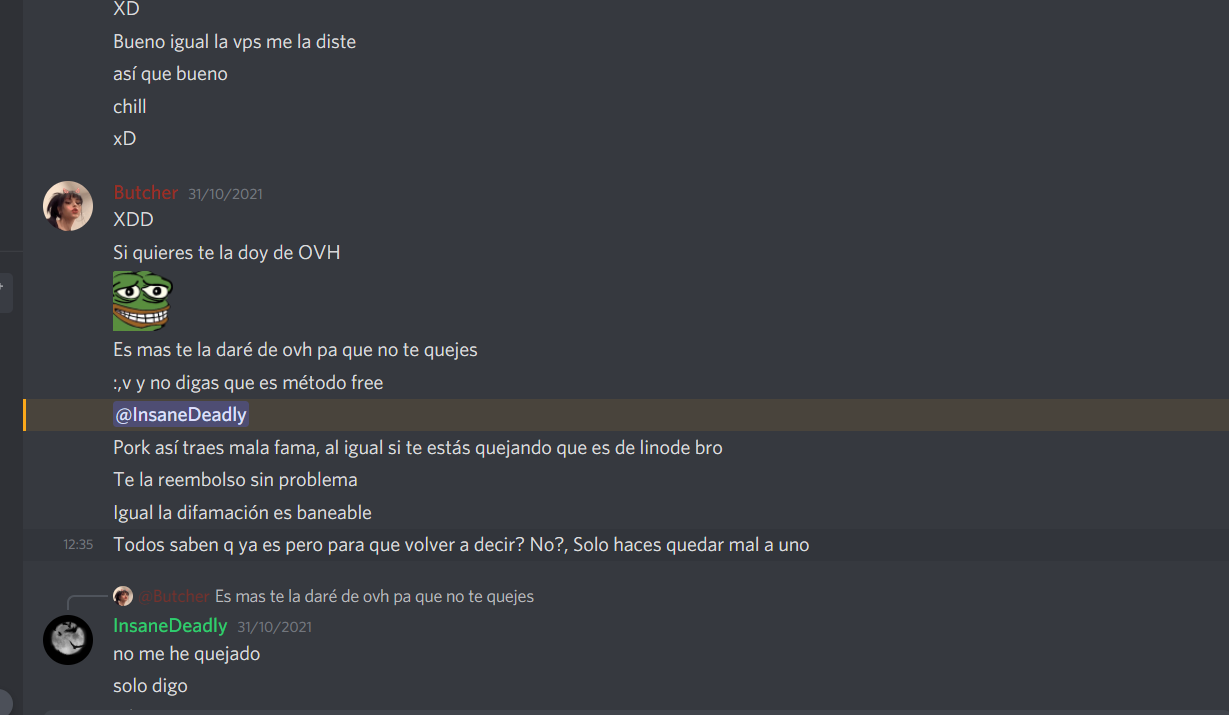 XD
Bueno igual la vps me la diste
así que bueno
chill
xD
Butcher 31/10/2021
XDD
Si quieres te la doy de OVH
Es mas te la daré de ovh pa que no te quejes
:,v y no digas que es método free
@InsaneDeadly
Pork así traes mala fama, al igual si te estás quejando que es de linode bro
Te la reembolso sin problema
Igual la difamación es baneable
12:35 Todos saben q ya es pero para que volver a decir? No?, Solo haces quedar mal a uno
@Butcher Es mas te la daré de ovh pa que no te quejes
InsaneDeadly 31/10/2021
no me he quejado
solo digo